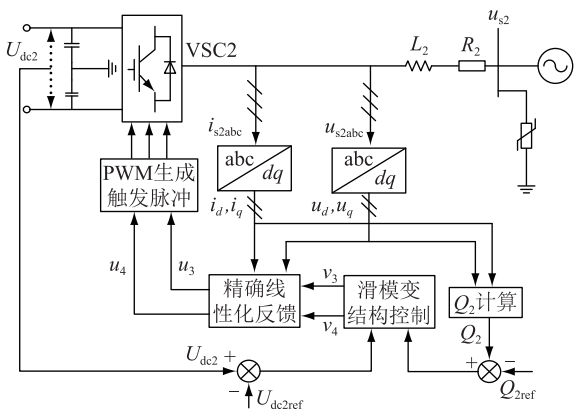 u_s2
U_dc2
VSC2
L_2
R_2
i_s2abc
u_s2abc
abc
dq
abc
dq
PWM生成
触发脉冲
i_d,i_q
u_d,u_q
u_4
u_3
精确线
性化反馈
v_3
v_4
滑模变
结构控制
Q_2计算
Q_2
U_dc2
+
−
U_dc2ref
+
−
Q_2ref